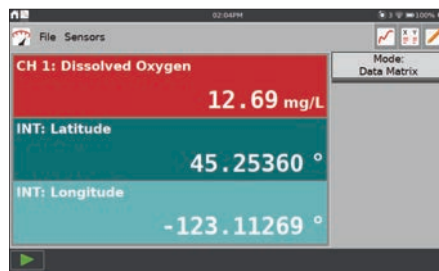 02:04PM 3 100%
File Sensors
X Y
Mode:
Data Matrix
CH 1: Dissolved Oxygen
12.69 mg/L
INT: Latitude
45.25360 °
INT: Longitude
-123.11269 °